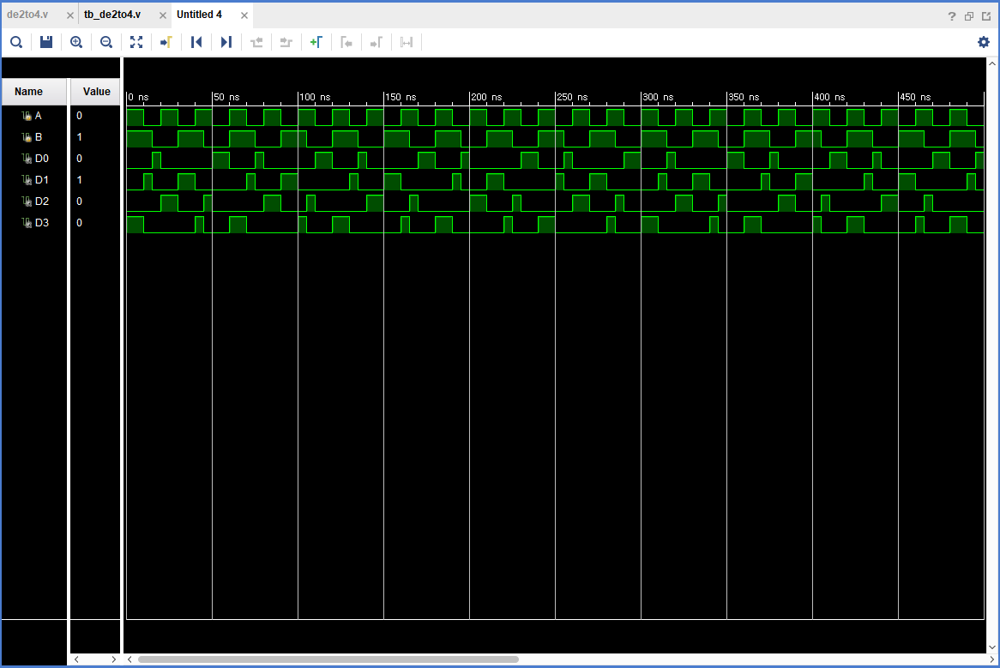 de2to4.v × tb_de2to4.v × Untitled 4 ×
?
Name Value
0 ns 50 ns 100 ns 150 ns 200 ns 250 ns 300 ns 350 ns 400 ns 450 ns
A 0
B 1
D0 0
D1 1
D2 0
D3 0